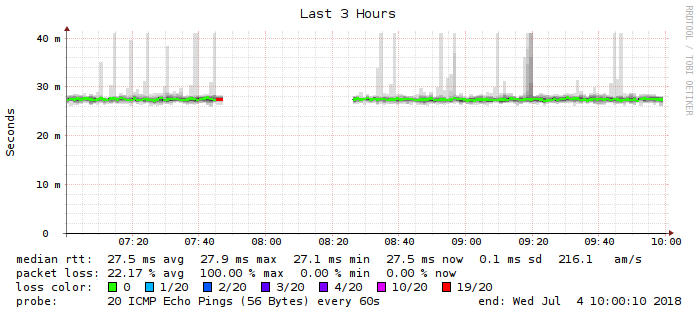 Last 3 Hours
RRDTOOL / TOBI OETIKER
Seconds
40 m
30 m
20 m
10 m
0
07:20 07:40 08:00 08:20 08:40 09:00 09:20 09:40 10:00
median rtt: 27.5 ms avg 27.9 ms max 27.1 ms min 27.5 ms now 0.1 ms sd 216.1 am/s
packet loss: 22.17 % avg 100.00 % max 0.00 % min 0.00 % now
loss color: 0 1/20 2/20 3/20 4/20 10/20 19/20
probe: 20 ICMP Echo Pings (56 Bytes) every 60s end: Wed Jul 4 10:00:10 2018